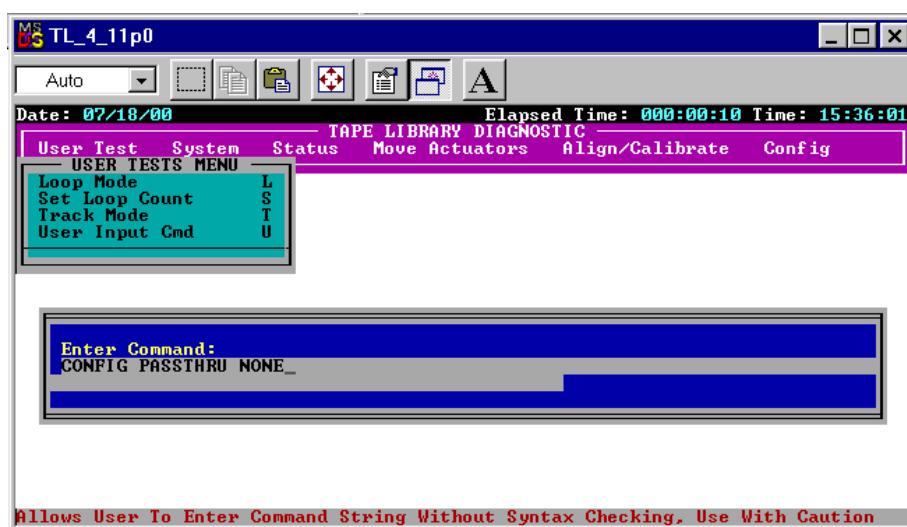 MS DOS TL_4_11p0
Auto
A
Date: 07/18/00 Elapsed Time: 000:00:10 Time: 15:36:01
TAPE LIBRARY DIAGNOSTIC
User Test System Status Move Actuators Align/Calibrate Config
USER TESTS MENU
Loop Mode L
Set Loop Count S
Track Mode T
User Input Cmd U
Enter Command:
CONFIG PASSTHRU NONE_
Allows User To Enter Command String Without Syntax Checking, Use With Caution